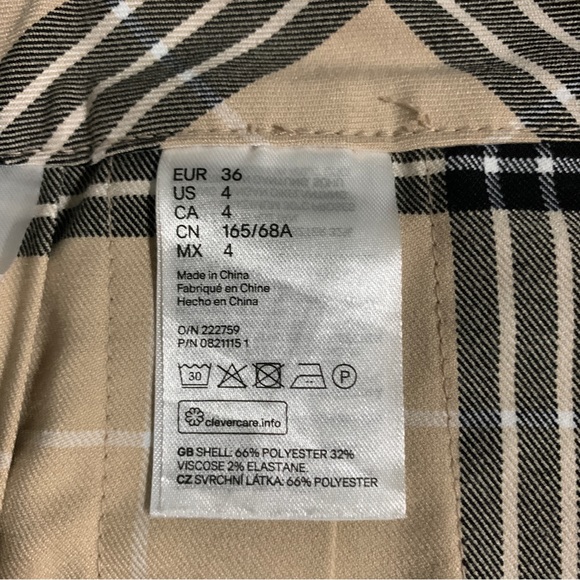 EUR 36
US 4
CA 4
CN 165/68A
MX 4
Made in China
Fabriqué en Chine
Hecho en China
O/N 222759
P/N 0821115 1
30
P
clevercare.info
GB SHELL: 66% POLYESTER 32%
VISCOSE 2% ELASTANE.
CZ SVRCHNÍ LÁTKA: 66% POLYESTER